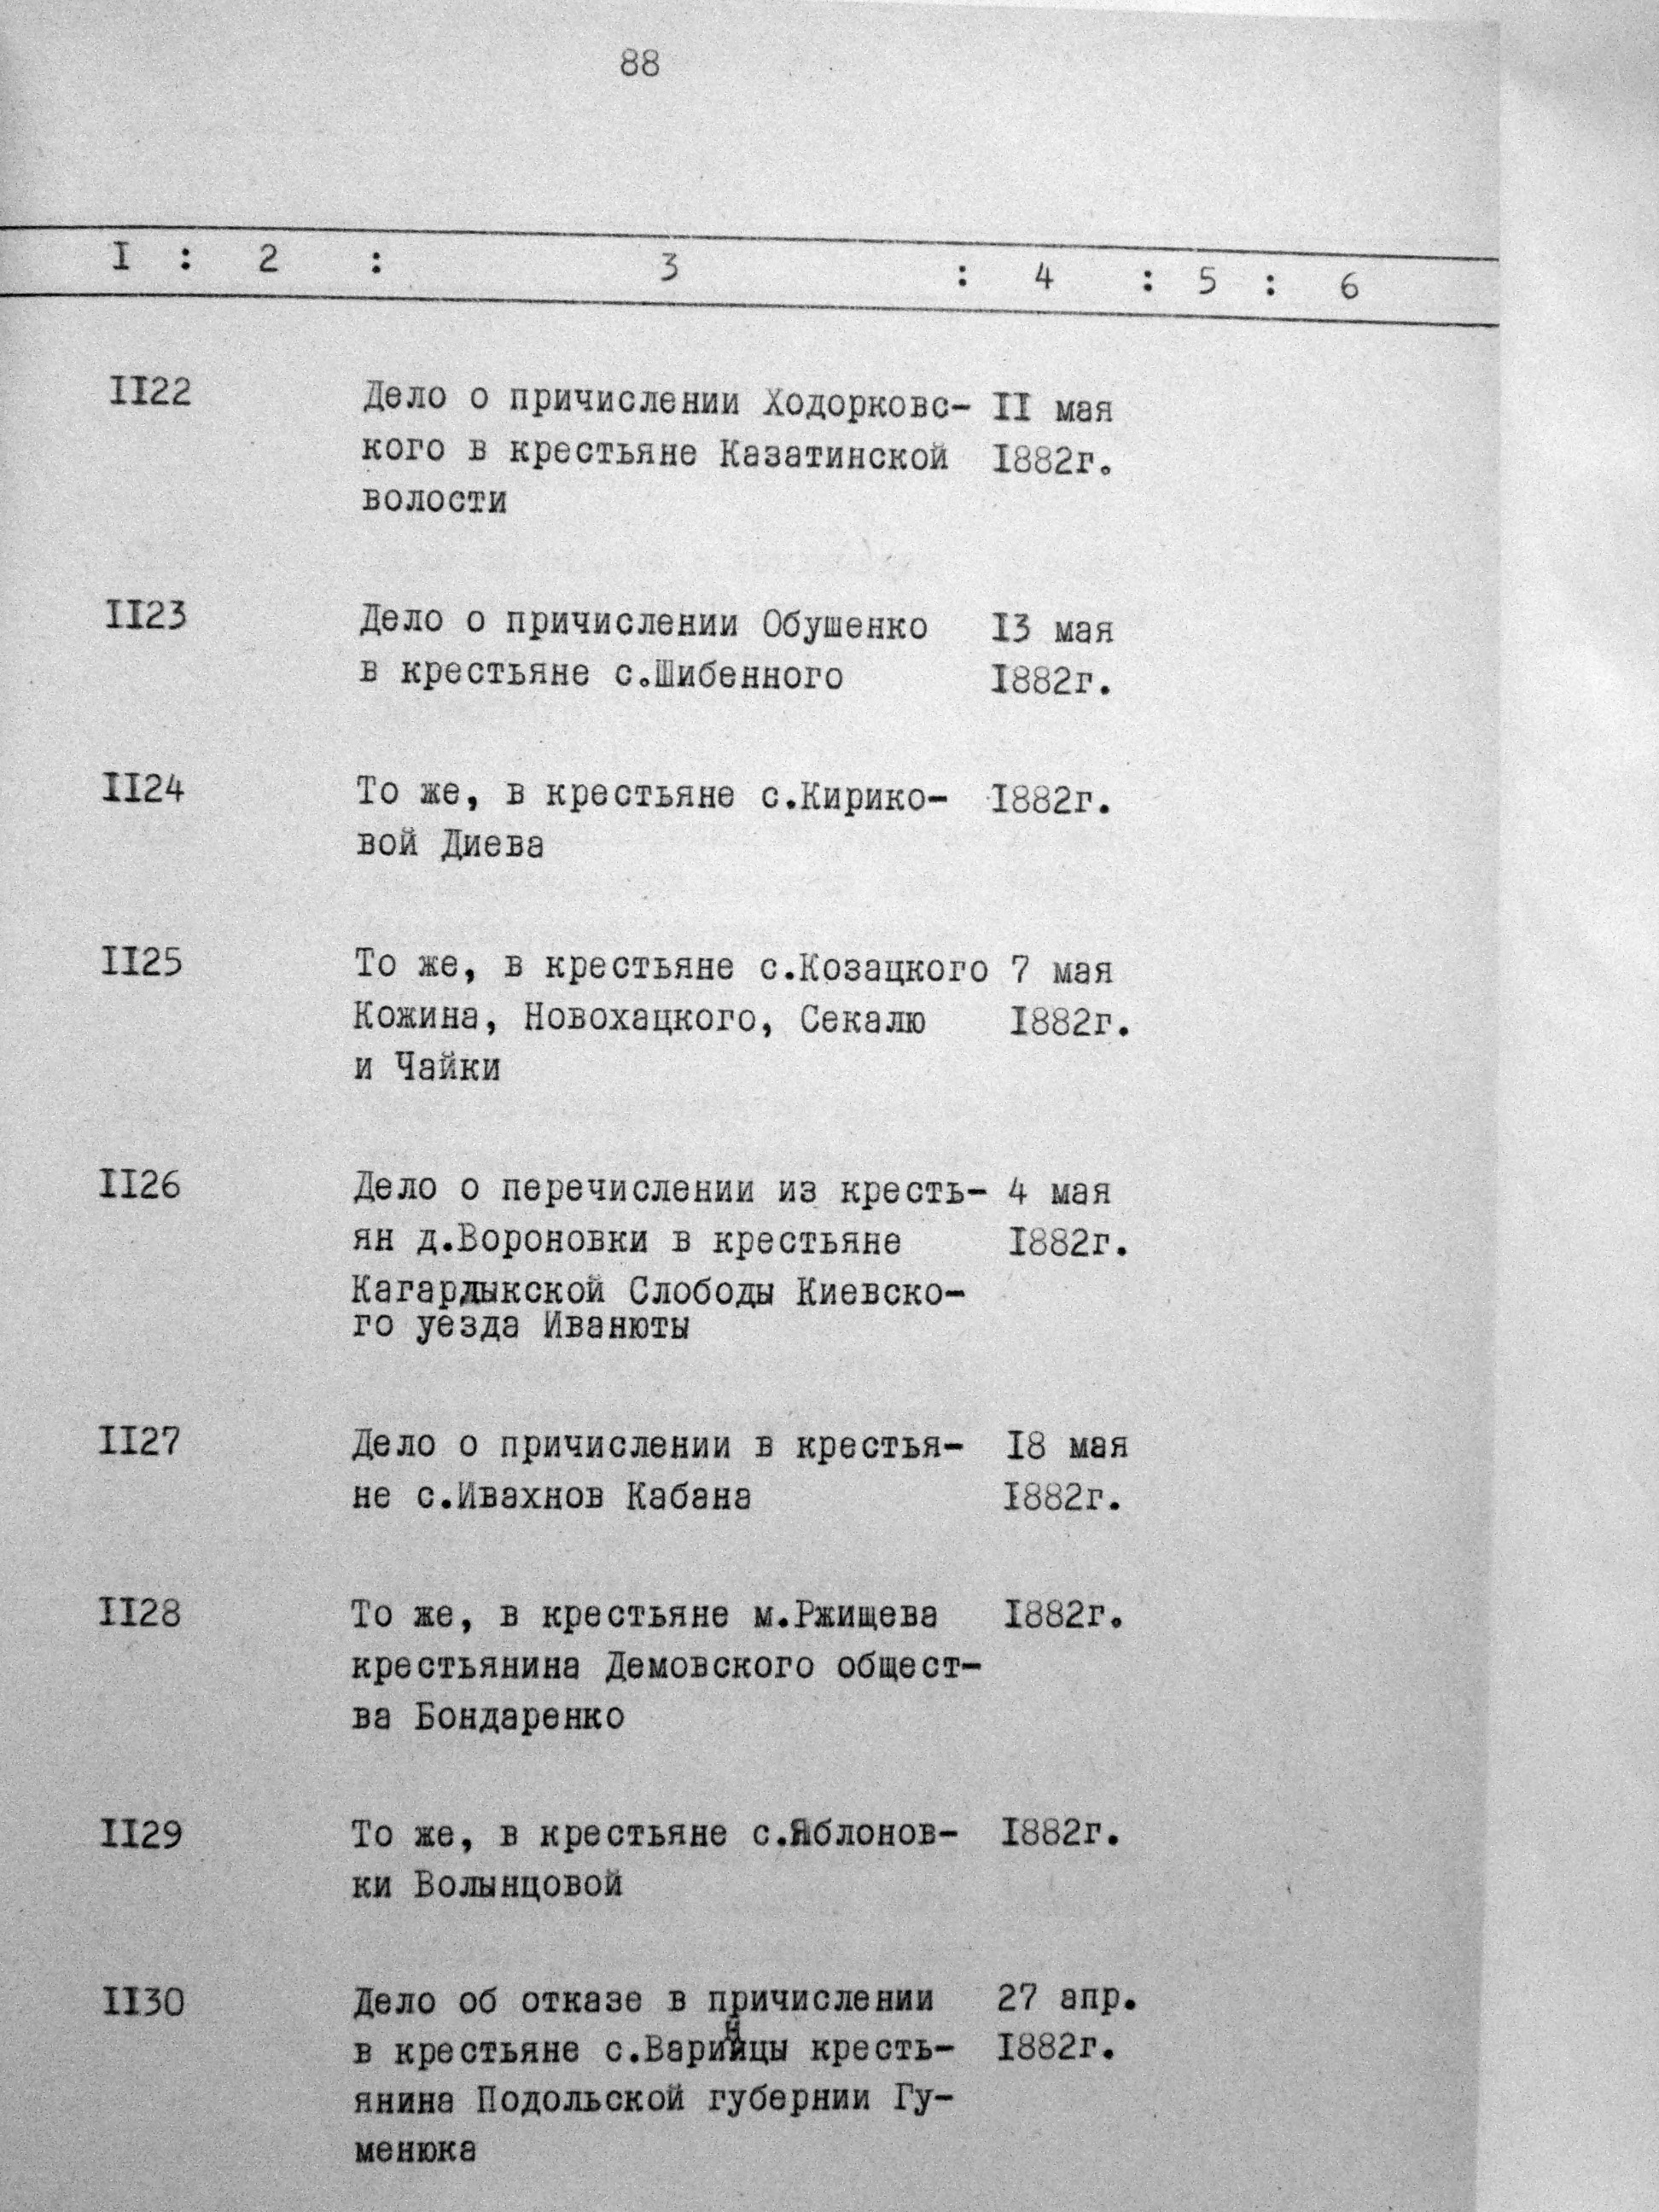 88
I : 2 : 3 : 4 : 5 : 6
II22 Дело о причислении Ходорковс- II мая
кого в крестьяне Казатинской I882г.
волости
II23 Дело о причислении Обушенко I3 мая
в крестьяне с.Шибенного I882г.
II24 То же, в крестьяне с.Кирико- I882г.
вой Диева
II25 То же, в крестьяне с.Козацкого 7 мая
Кожина, Новохацкого, Секалю I882г.
и Чайки
II26 Дело о перечислении из кресть- 4 мая
ян д.Вороновки в крестьяне I882г.
Кагардыкской Слободы Киевско-
го уезда Иванюты
II27 Дело о причислении в крестья- I8 мая
не с.Ивахнов Кабана I882г.
II28 То же, в крестьяне м.Ржищева I882г.
крестьянина Демовского общест-
ва Бондаренко
II29 То же, в крестьяне с.Яблонов- I882г.
ки Волынцовой
II30 Дело об отказе в причислении 27 апр.
в крестьяне с.Вариницы кресть- I882г.
янина Подольской губернии Гу-
менюка